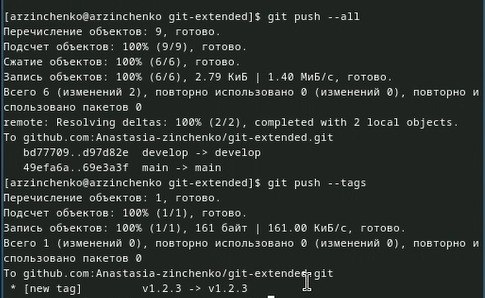 [arzinchenko@arzinchenko git-extended]$ git push --all
Перечисление объектов: 9, готово.
Подсчет объектов: 100% (9/9), готово.
Сжатие объектов: 100% (6/6), готово.
Запись объектов: 100% (6/6), 2.79 КиБ | 1.40 МиБ/с, готово.
Всего 6 (изменений 2), повторно использовано 0 (изменений 0), повторно и
спользовано пакетов 0
remote: Resolving deltas: 100% (2/2), completed with 2 local objects.
To github.com:Anastasia-zinchenko/git-extended.git
bd77709..d97d82e  develop -> develop
49efa6a..69e3a3f  main -> main
[arzinchenko@arzinchenko git-extended]$ git push --tags
Перечисление объектов: 1, готово.
Подсчет объектов: 100% (1/1), готово.
Запись объектов: 100% (1/1), 161 байт | 161.00 КиБ/с, готово.
Всего 1 (изменений 0), повторно использовано 0 (изменений 0), повторно и
спользовано пакетов 0
To github.com:Anastasia-zinchenko/git-extended.git
* [new tag]         v1.2.3 -> v1.2.3